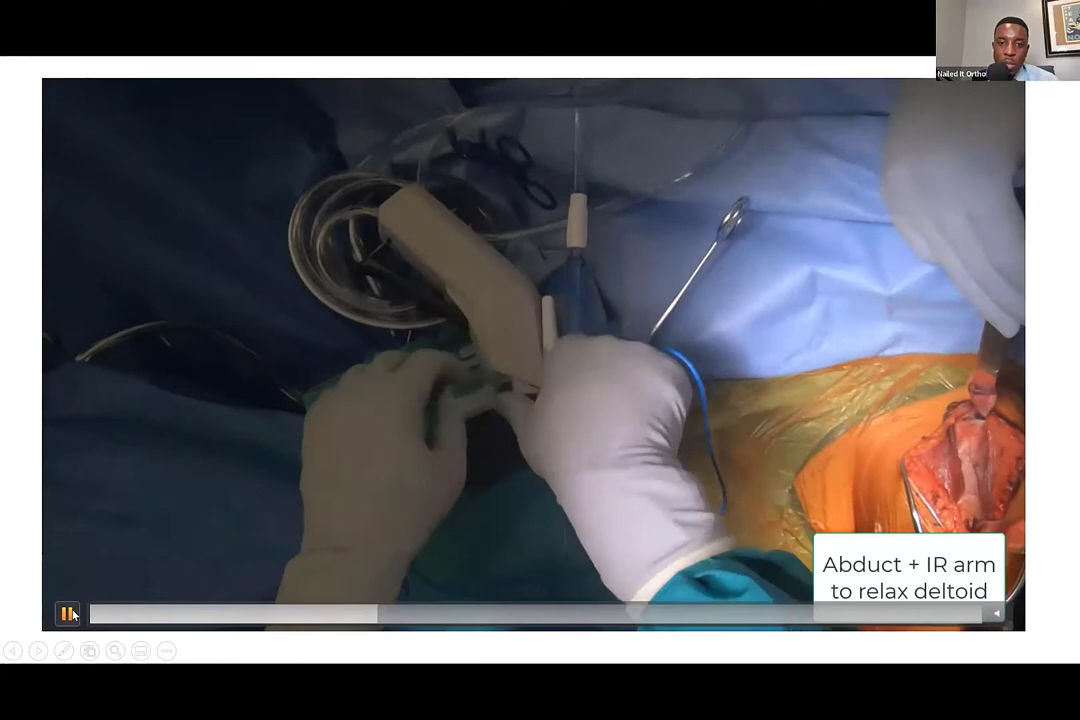 Nailed It Ortho
Abduct + IR arm
to relax deltoid